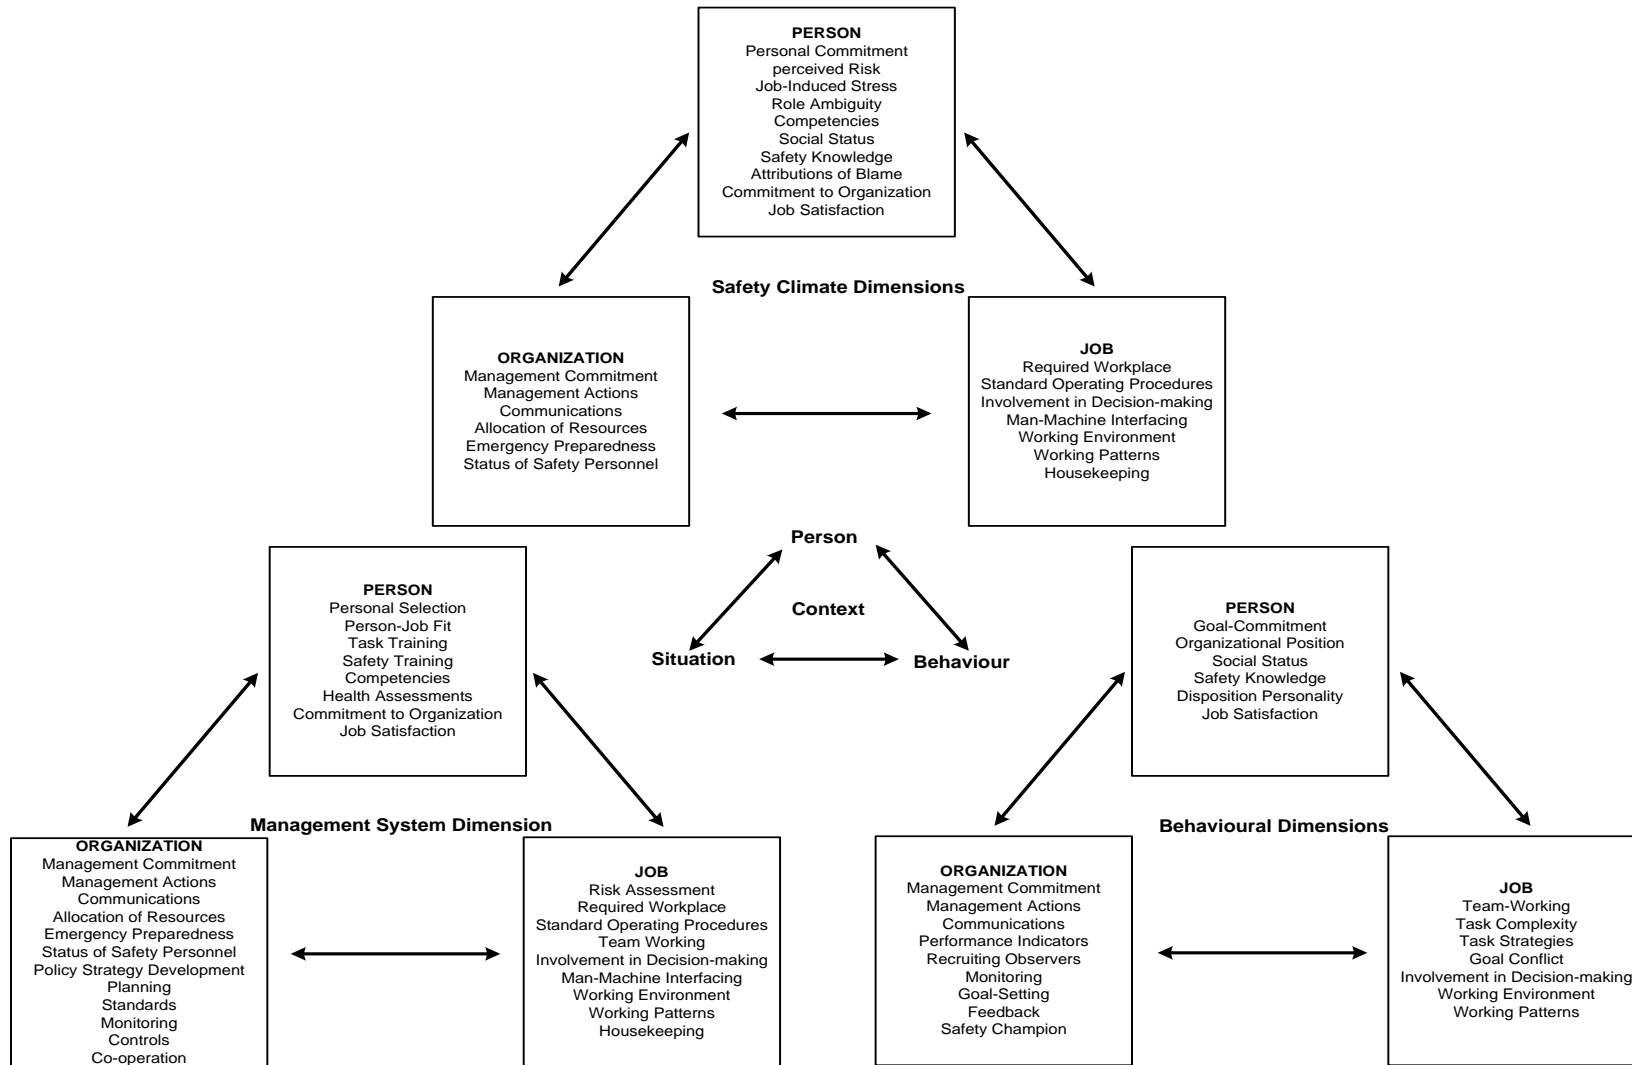 PERSON
Personal Commitment
perceived Risk
Job-Induced Stress
Role Ambiguity
Competencies
Social Status
Safety Knowledge
Attributions of Blame
Commitment to Organization
Job Satisfaction
Safety Climate Dimensions
ORGANIZATION
Management Commitment
Management Actions
Communications
Allocation of Resources
Emergency Preparedness
Status of Safety Personnel
JOB
Required Workplace
Standard Operating Procedures
Involvement in Decision-making
Man-Machine Interfacing
Working Environment
Working Patterns
Housekeeping
Person
Context
Situation
Behaviour
PERSON
Personal Selection
Person-Job Fit
Task Training
Safety Training
Competencies
Health Assessments
Commitment to Organization
Job Satisfaction
Management System Dimension
ORGANIZATION
Management Commitment
Management Actions
Communications
Allocation of Resources
Emergency Preparedness
Status of Safety Personnel
Policy Strategy Development
Planning
Standards
Monitoring
Controls
Co-operation
JOB
Risk Assessment
Required Workplace
Standard Operating Procedures
Team Working
Involvement in Decision-making
Man-Machine Interfacing
Working Environment
Working Patterns
Housekeeping
PERSON
Goal-Commitment
Organizational Position
Social Status
Safety Knowledge
Disposition Personality
Job Satisfaction
Behavioural Dimensions
ORGANIZATION
Management Commitment
Management Actions
Communications
Performance Indicators
Recruiting Observers
Monitoring
Goal-Setting
Feedback
Safety Champion
JOB
Team-Working
Task Complexity
Task Strategies
Goal Conflict
Involvement in Decision-making
Working Environment
Working Patterns